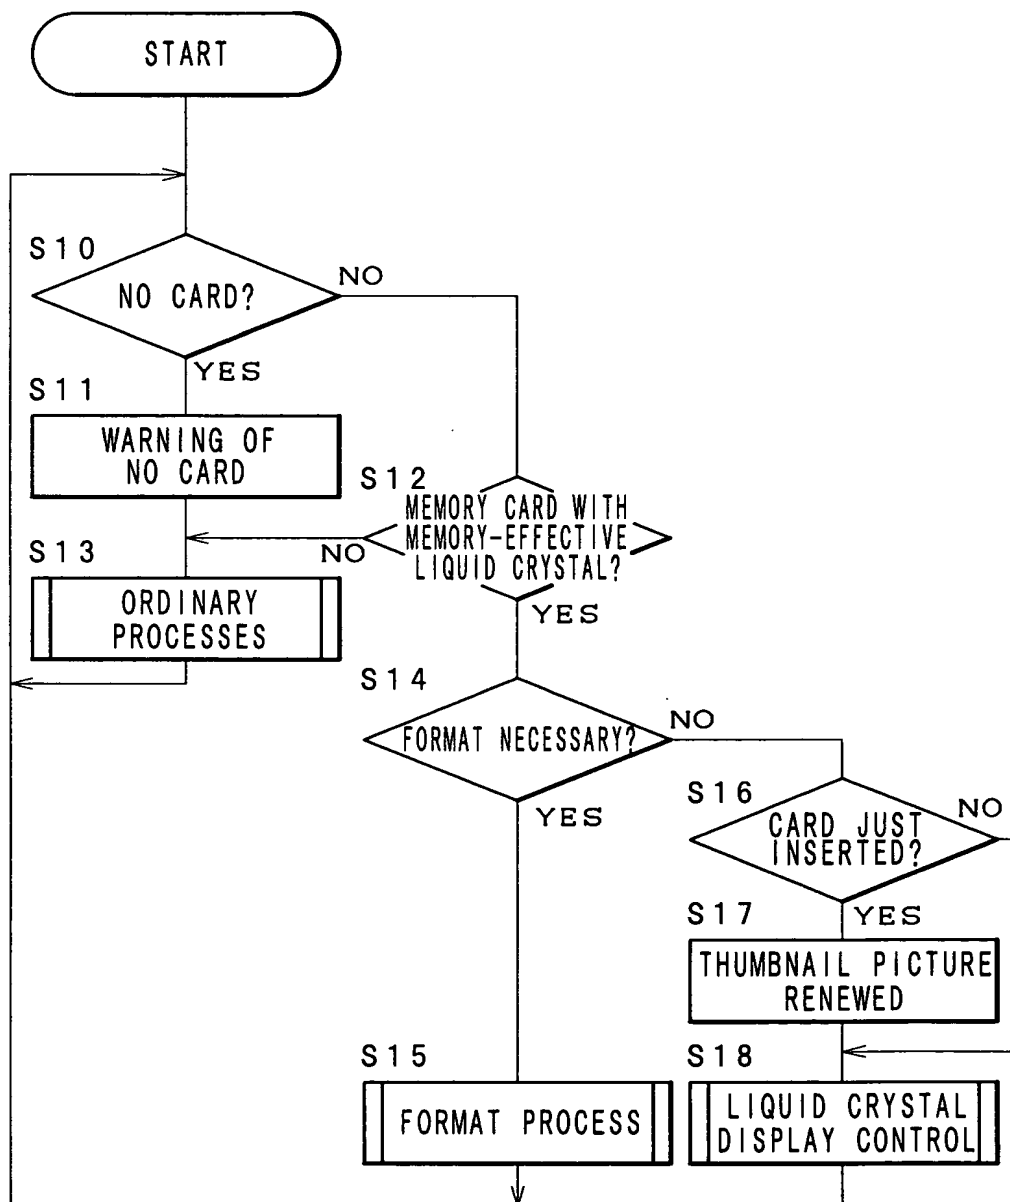 START
S10
NO CARD?
NO
YES
S11
WARNING OF
NO CARD
S12
MEMORY CARD WITH
MEMORY-EFFECTIVE
LIQUID CRYSTAL?
NO
YES
S13
ORDINARY
PROCESSES
S14
FORMAT NECESSARY?
NO
YES
S16
CARD JUST
INSERTED?
NO
YES
S17
THUMBNAIL PICTURE
RENEWED
S15
FORMAT PROCESS
S18
LIQUID CRYSTAL
DISPLAY CONTROL